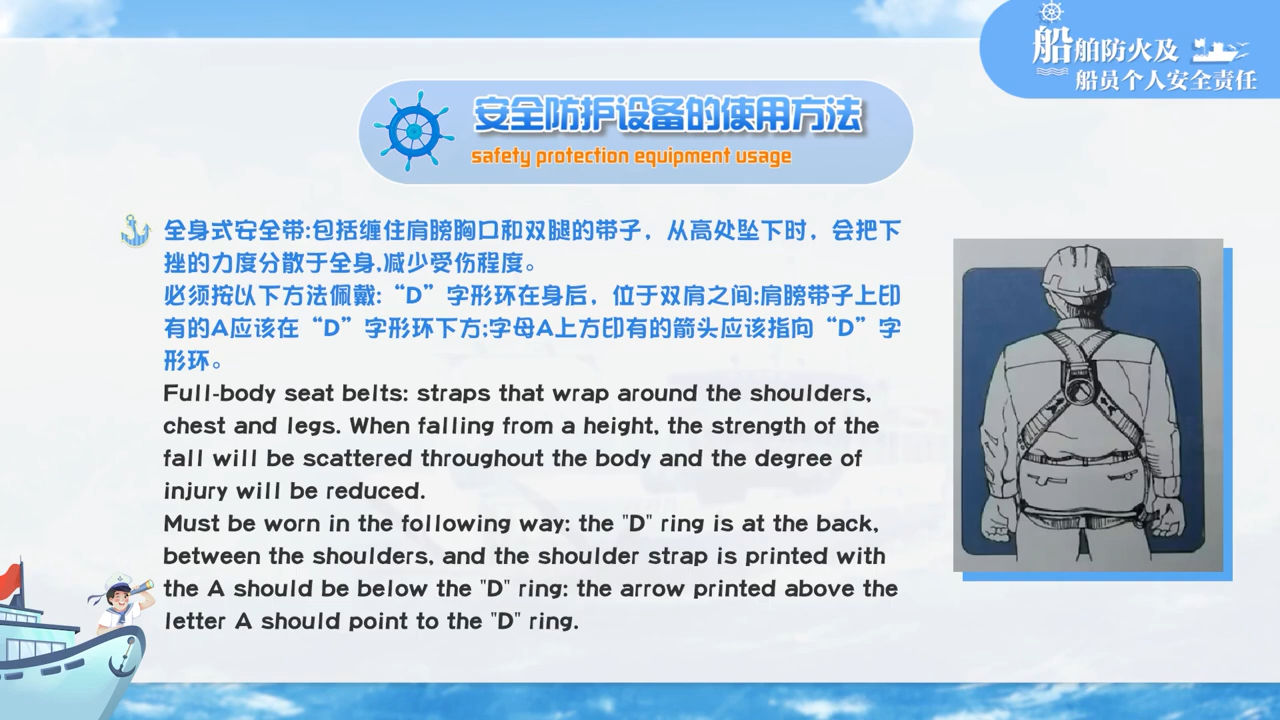 船舶防火及
船员个人安全责任
安全防护设备的使用方法
safety protection equipment usage
全身式安全带:包括缠住肩膀胸口和双腿的带子，从高处坠下时，会把下
挫的力度分散于全身,减少受伤程度。
必须按以下方法佩戴:“D”字形环在身后，位于双肩之间;肩膀带子上印
有的A应该在“D”字形环下方;字母A上方印有的箭头应该指向“D”字
形环。
Full-body seat belts: straps that wrap around the shoulders,
chest and legs. When falling from a height, the strength of the
fall will be scattered throughout the body and the degree of
injury will be reduced.
Must be worn in the following way: the "D" ring is at the back,
between the shoulders, and the shoulder strap is printed with
the A should be below the "D" ring: the arrow printed above the
letter A should point to the "D" ring.